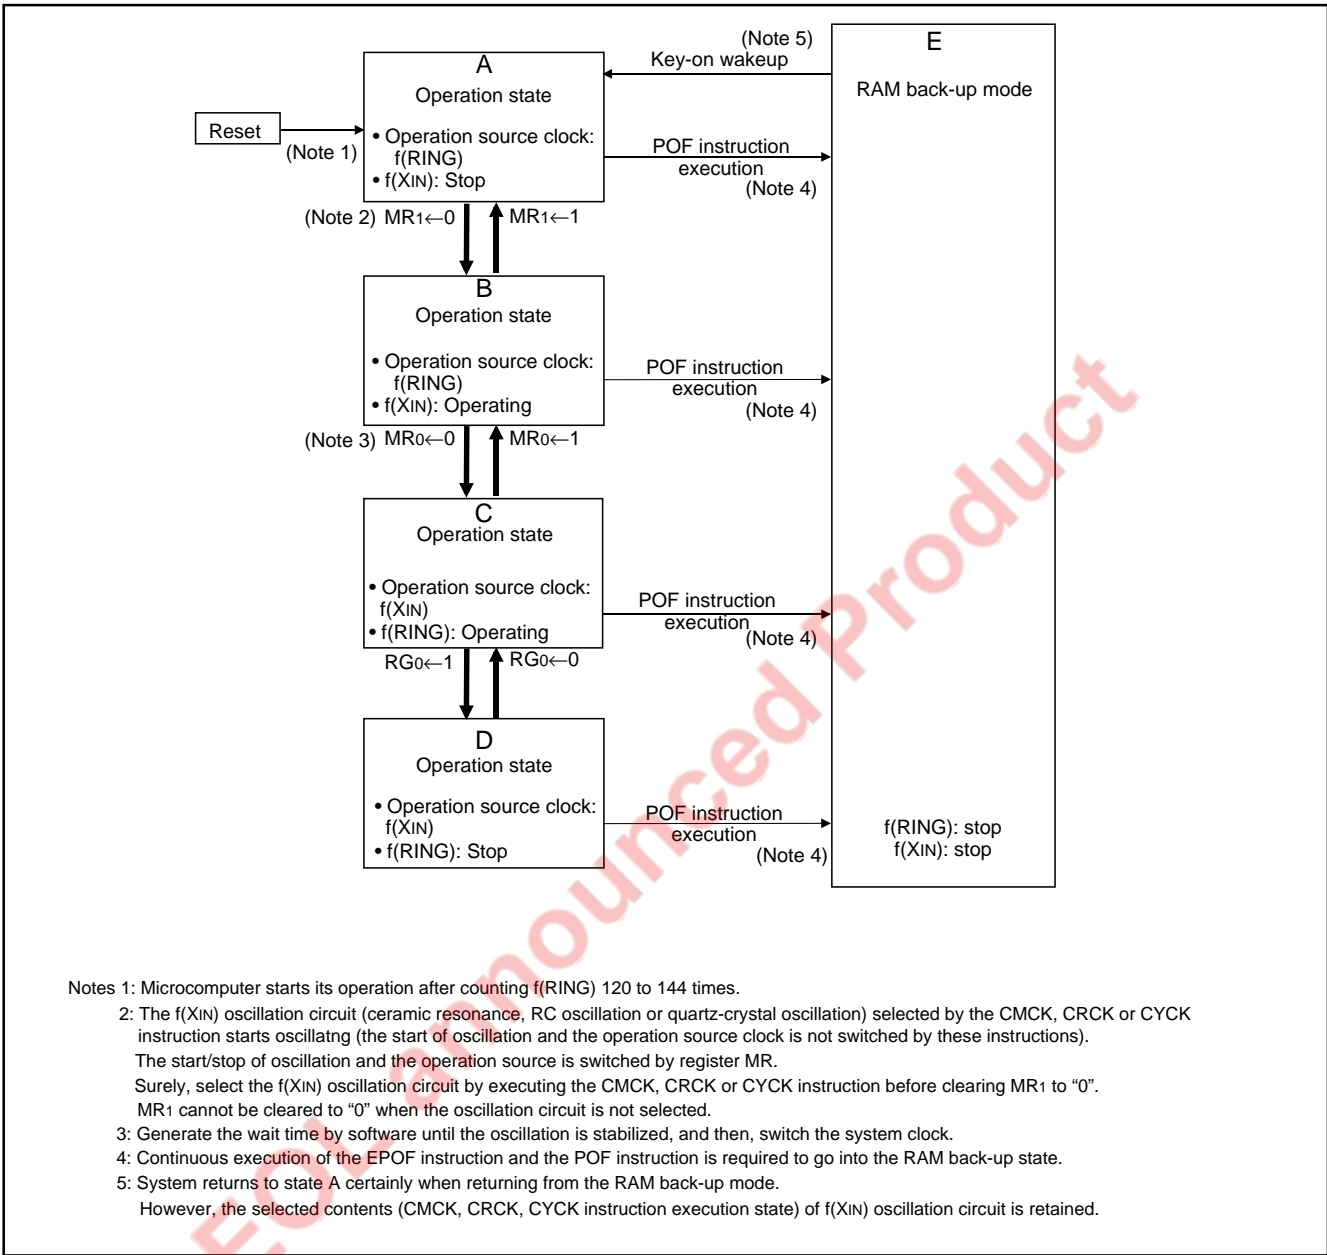 (Note 5)
Key-on wakeup
E
RAM back-up mode
A
Operation state
• Operation source clock:
f(RING)
• f(XIN): Stop
Reset
(Note 1)
POF instruction
execution
(Note 4)
(Note 2) MR1←0
MR1←1
B
Operation state
• Operation source clock:
f(RING)
• f(XIN): Operating
POF instruction
execution
(Note 4)
(Note 3) MR0←0
MR0←1
C
Operation state
• Operation source clock:
f(XIN)
• f(RING): Operating
POF instruction
execution
(Note 4)
RG0←1
RG0←0
D
Operation state
• Operation source clock:
f(XIN)
• f(RING): Stop
POF instruction
execution
(Note 4)
f(RING): stop
f(XIN): stop
Notes 1: Microcomputer starts its operation after counting f(RING) 120 to 144 times.
2: The f(XIN) oscillation circuit (ceramic resonance, RC oscillation or quartz-crystal oscillation) selected by the CMCK, CRCK or CYCK
instruction starts oscillatng (the start of oscillation and the operation source clock is not switched by these instructions).
The start/stop of oscillation and the operation source is switched by register MR.
Surely, select the f(XIN) oscillation circuit by executing the CMCK, CRCK or CYCK instruction before clearing MR1 to “0”.
MR1 cannot be cleared to “0” when the oscillation circuit is not selected.
3: Generate the wait time by software until the oscillation is stabilized, and then, switch the system clock.
4: Continuous execution of the EPOF instruction and the POF instruction is required to go into the RAM back-up state.
5: System returns to state A certainly when returning from the RAM back-up mode.
However, the selected contents (CMCK, CRCK, CYCK instruction execution state) of f(XIN) oscillation circuit is retained.
EOL announced Product